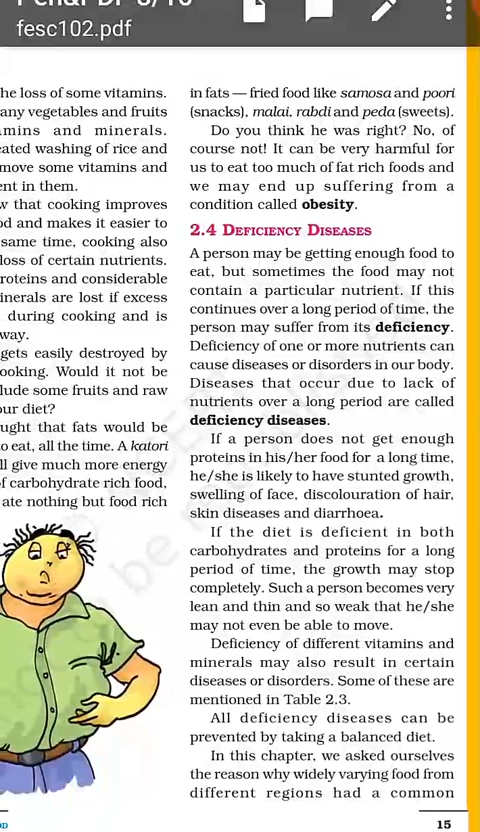 fesc102.pdf
he loss of some vitamins.
any vegetables and fruits
amins and minerals.
eated washing of rice and
move some vitamins and
ent in them.
w that cooking improves
od and makes it easier to
same time, cooking also
loss of certain nutrients.
roteins and considerable
inerals are lost if excess
during cooking and is
way.
gets easily destroyed by
ooking. Would it not be
lude some fruits and raw
our diet?
ught that fats would be
to eat, all the time. A katori
ll give much more energy
of carbohydrate rich food,
ate nothing but food rich
in fats — fried food like samosa and poori
(snacks), malai, rabdi and peda (sweets).
Do you think he was right? No, of
course not! It can be very harmful for
us to eat too much of fat rich foods and
we may end up suffering from a
condition called obesity.
2.4 DEFICIENCY DISEASES
A person may be getting enough food to
eat, but sometimes the food may not
contain a particular nutrient. If this
continues over a long period of time, the
person may suffer from its deficiency.
Deficiency of one or more nutrients can
cause diseases or disorders in our body.
Diseases that occur due to lack of
nutrients over a long period are called
deficiency diseases.
If a person does not get enough
proteins in his/her food for a long time,
he/she is likely to have stunted growth,
swelling of face, discolouration of hair,
skin diseases and diarrhoea.
If the diet is deficient in both
carbohydrates and proteins for a long
period of time, the growth may stop
completely. Such a person becomes very
lean and thin and so weak that he/she
may not even be able to move.
Deficiency of different vitamins and
minerals may also result in certain
diseases or disorders. Some of these are
mentioned in Table 2.3.
All deficiency diseases can be
prevented by taking a balanced diet.
In this chapter, we asked ourselves
the reason why widely varying food from
different regions had a common
15